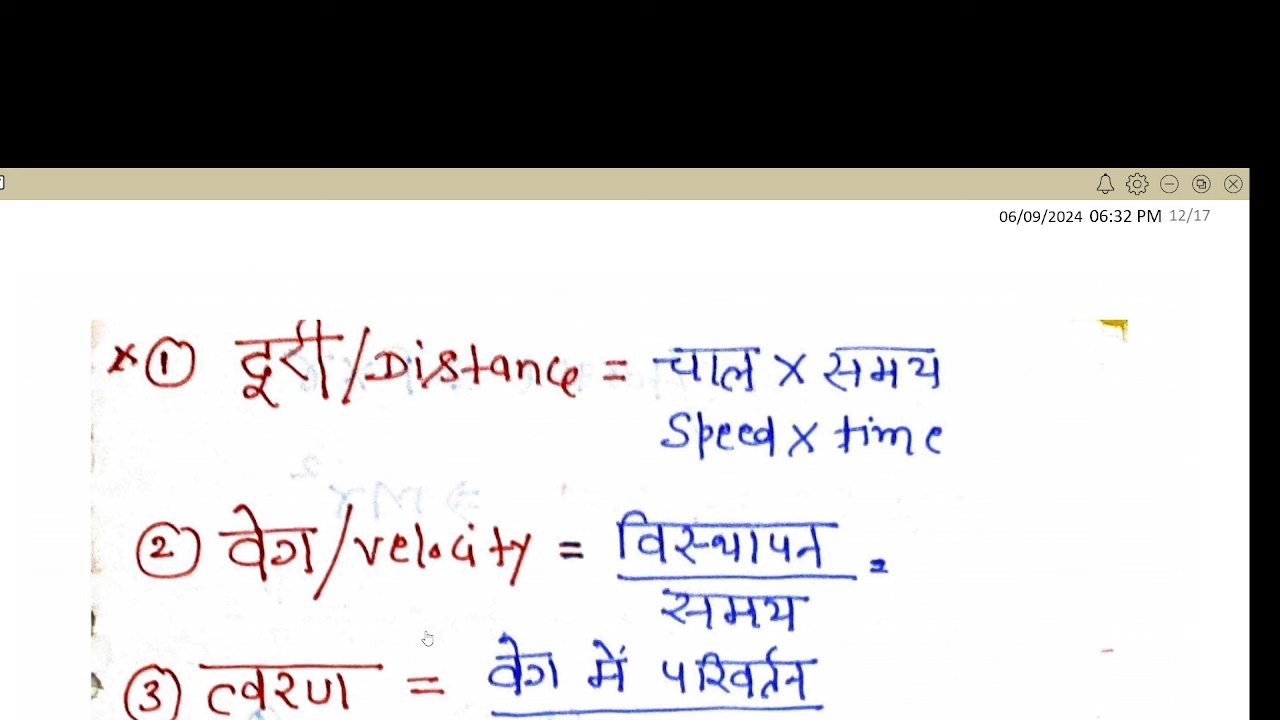 06/09/2024 06:32 PM 12/17
* ① दूरी/Distance = चाल × समय
Speed × time
② वेग/velocity = विस्थापन =
समय
③ त्वरण = वेग में परिवर्तन